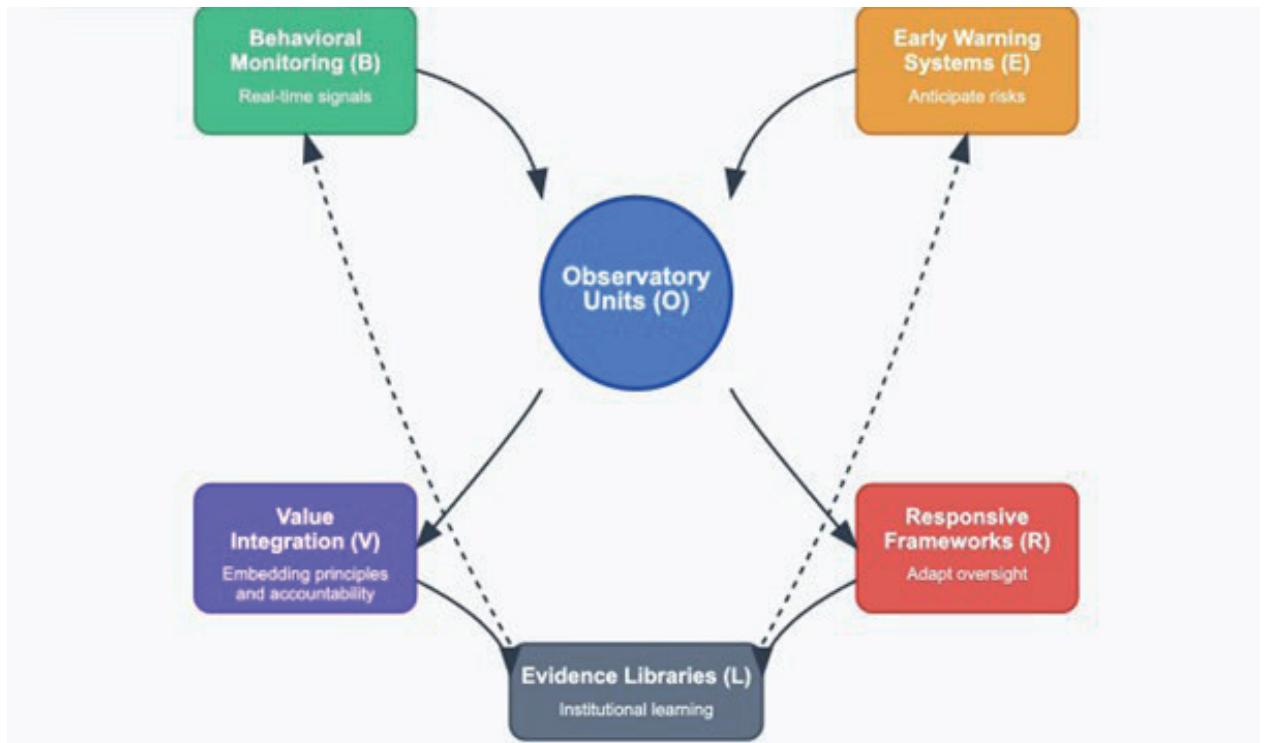 Behavioral
Monitoring (B)
Real-time signals
Early Warning
Systems (E)
Anticipate risks
Observatory
Units (O)
Value
Integration (V)
Embedding principles
and accountability
Responsive
Frameworks (R)
Adapt oversight
Evidence Libraries (L)
Institutional learning